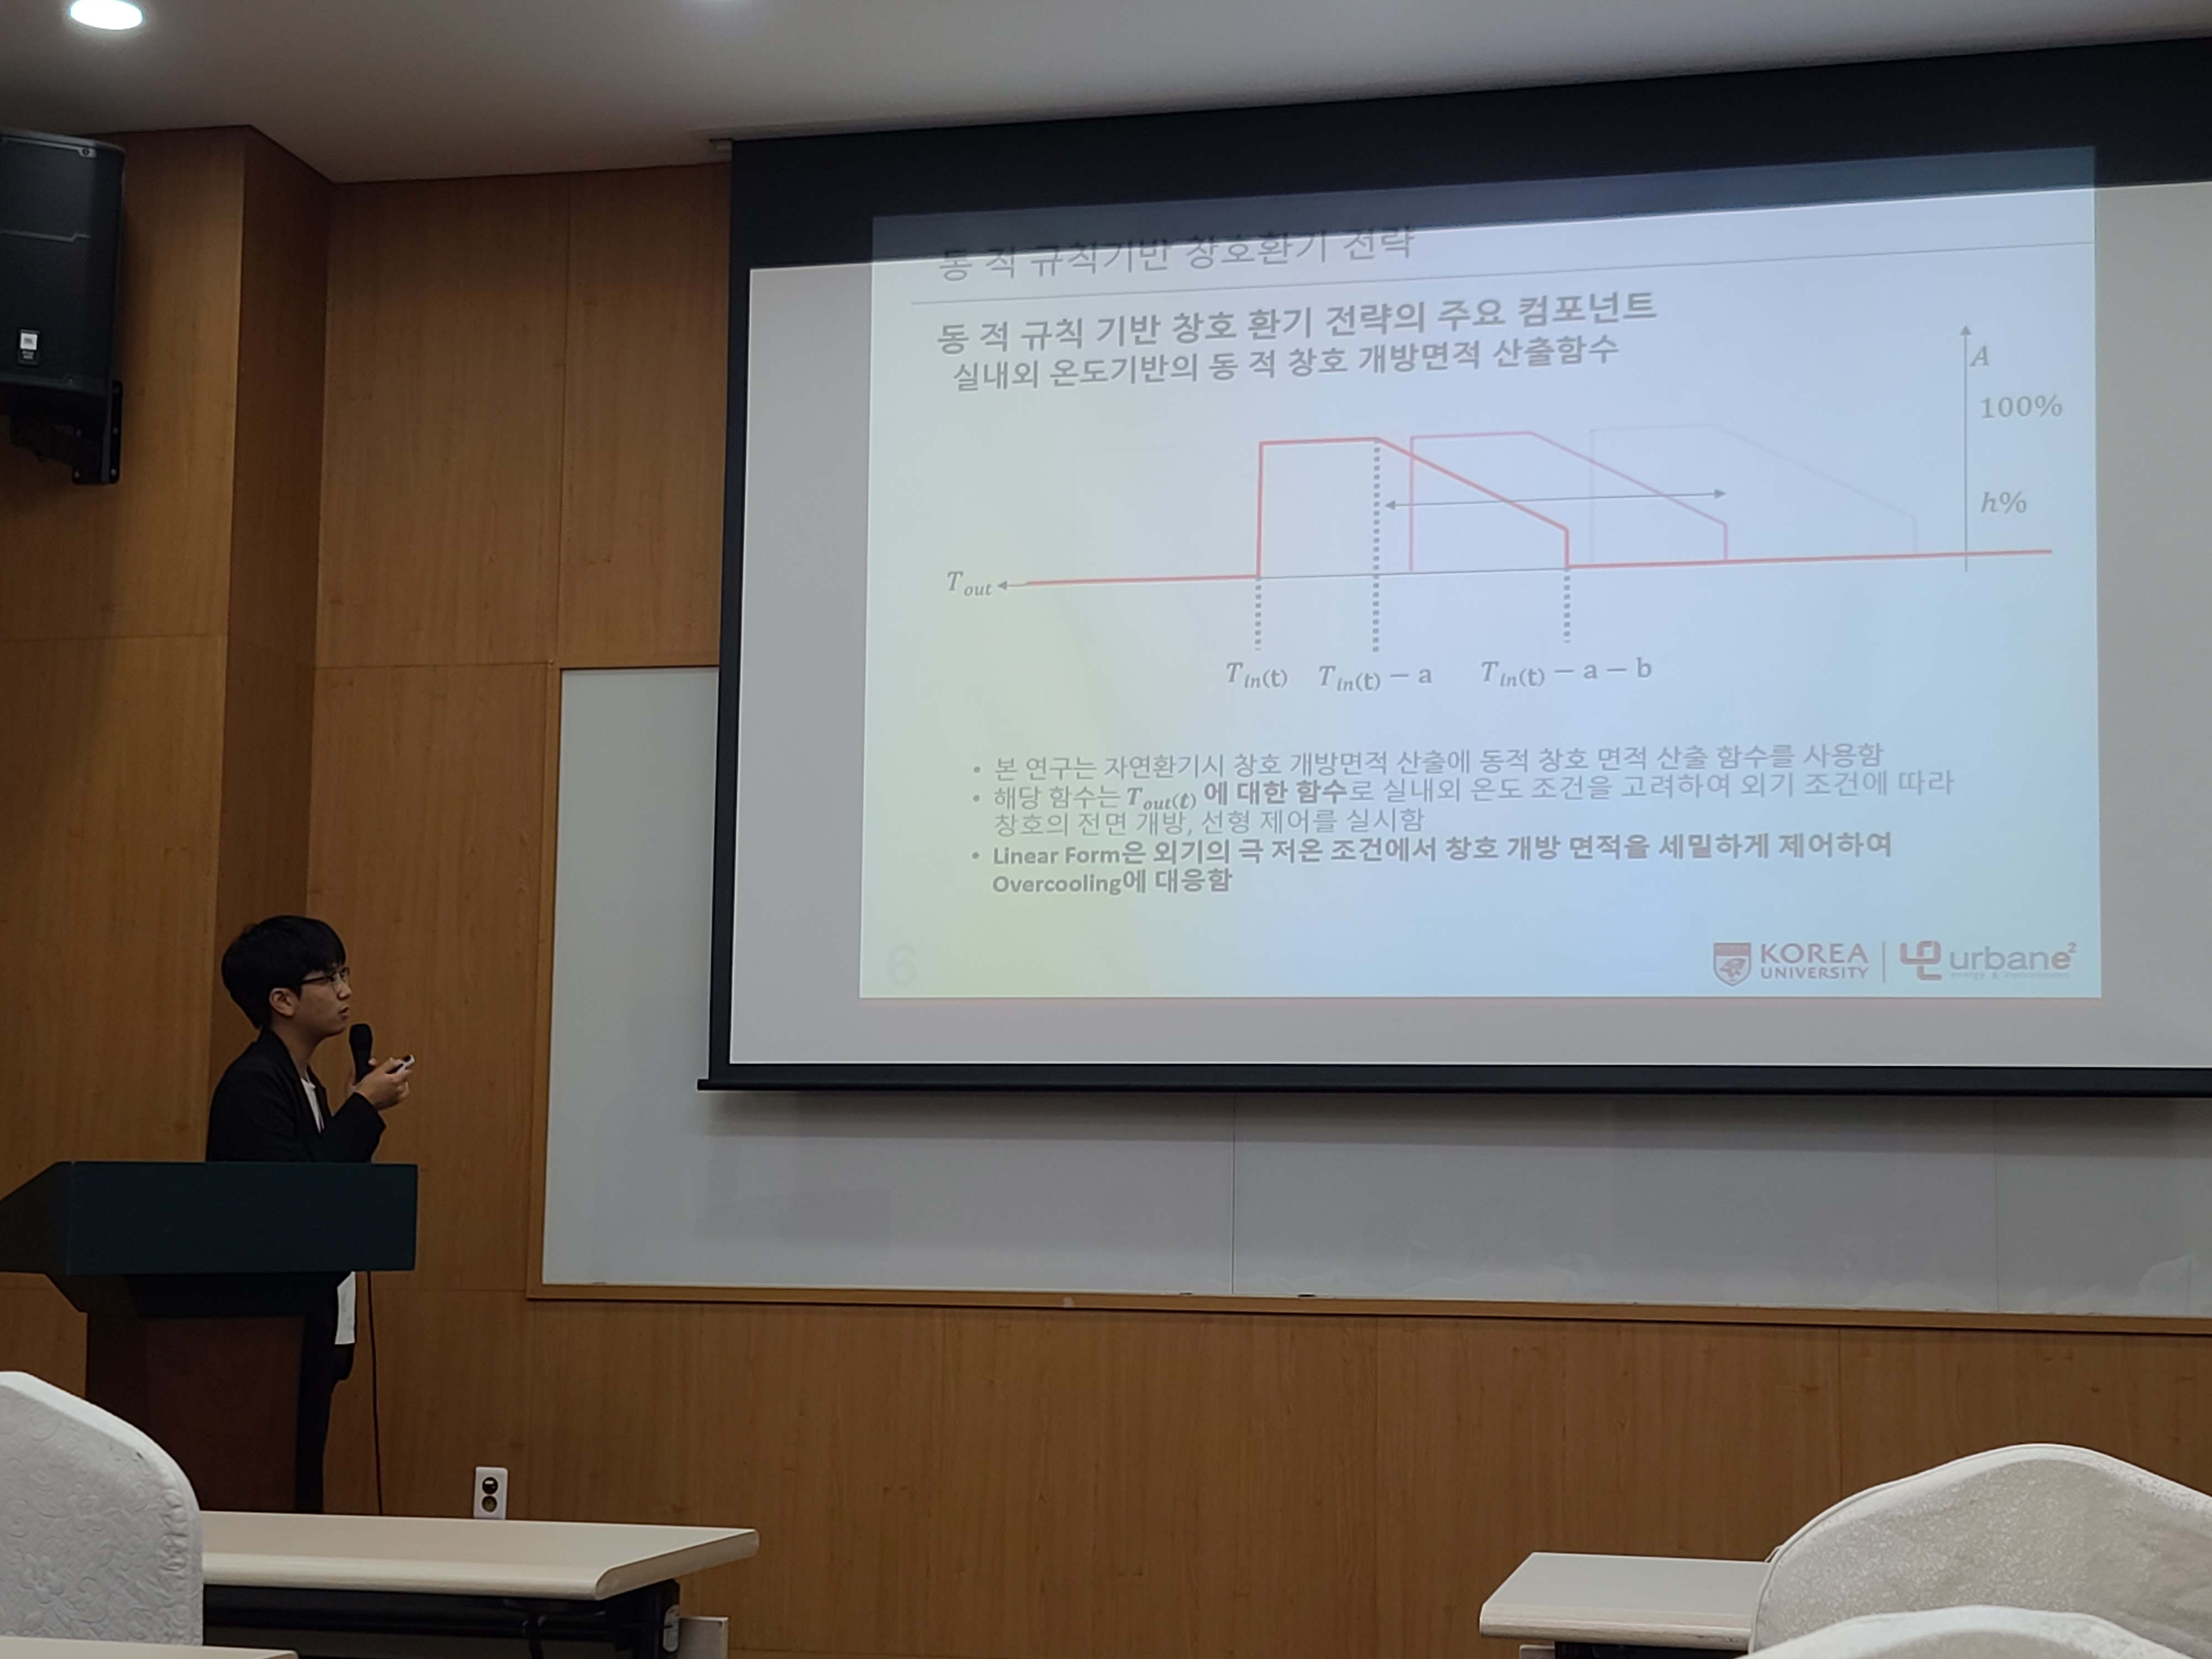 동 적 규칙기반 창호환기 전략
동 적 규칙 기반 창호 환기 전략의 주요 컴포넌트
실내외 온도기반의 동 적 창호 개방면적 산출함수
A
100%
h%
T_out
T_in(t) T_in(t) − a T_in(t) − a − b
• 본 연구는 자연환기시 창호 개방면적 산출에 동적 창호 면적 산출 함수를 사용함
• 해당 함수는 T_out(t) 에 대한 함수로 실내외 온도 조건을 고려하여 외기 조건에 따라
창호의 전면 개방, 선형 제어를 실시함
• Linear Form은 외기의 극 저온 조건에서 창호 개방 면적을 세밀하게 제어하여
Overcooling에 대응함
6
KOREA
UNIVERSITY
urbane²